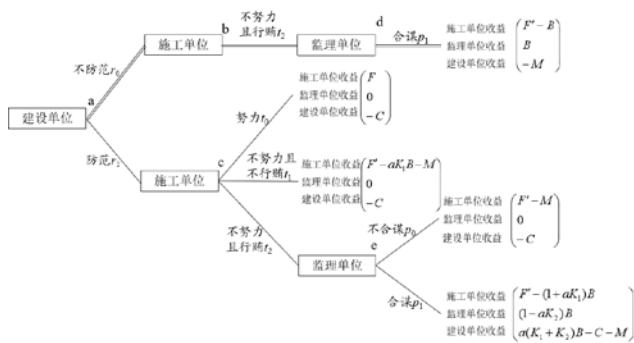 不努力
且行贿t₂
b
d
施工单位
监理单位
合谋p₁
施工单位收益 F′−B
监理单位收益 B
建设单位收益 −M
不防范r₀
a
建设单位
施工单位收益 F
监理单位收益 0
建设单位收益 −C
努力t₀
防范r₁
c
施工单位
不努力且
不行贿t₁
施工单位收益 F′−aK₁B−M
监理单位收益 0
建设单位收益 −C
不努力
且行贿t₂
不合谋p₀
施工单位收益 F′−M
监理单位收益 0
建设单位收益 −C
e
监理单位
合谋p₁
施工单位收益 F′−(1+aK₁)B
监理单位收益 (1−aK₂)B
建设单位收益 a(K₁+K₂)B−C−M